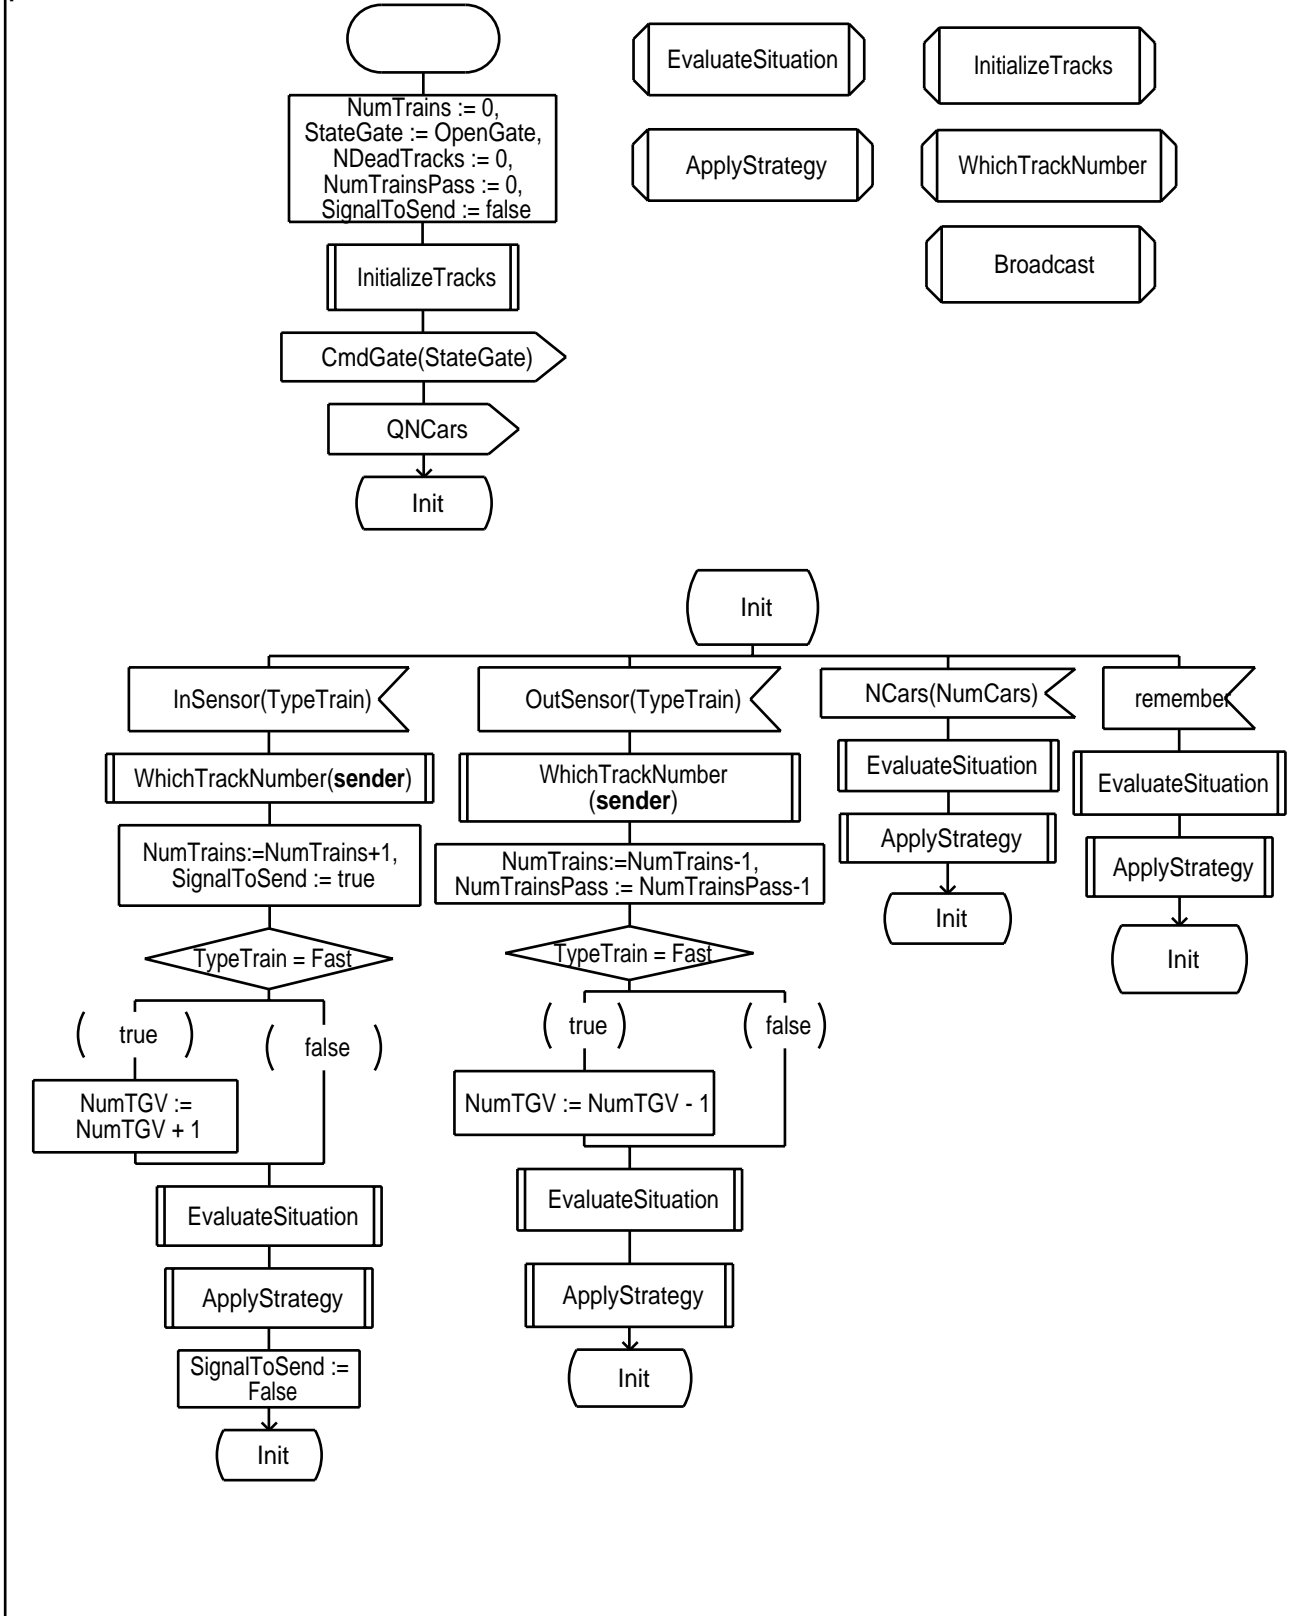 NumTrains := 0,
StateGate := OpenGate,
NDeadTracks := 0,
NumTrainsPass := 0,
SignalToSend := false
InitializeTracks
CmdGate(StateGate)
QNCars
Init
EvaluateSituation
InitializeTracks
ApplyStrategy
WhichTrackNumber
Broadcast
Init
InSensor(TypeTrain)
WhichTrackNumber(sender)
NumTrains:=NumTrains+1,
SignalToSend := true
TypeTrain = Fast
( true )
( false )
NumTGV :=
NumTGV + 1
EvaluateSituation
ApplyStrategy
SignalToSend :=
False
Init
OutSensor(TypeTrain)
WhichTrackNumber
(sender)
NumTrains:=NumTrains-1,
NumTrainsPass := NumTrainsPass-1
TypeTrain = Fast
( true )
( false )
NumTGV := NumTGV - 1
EvaluateSituation
ApplyStrategy
Init
NCars(NumCars)
EvaluateSituation
ApplyStrategy
Init
remember
EvaluateSituation
ApplyStrategy
Init